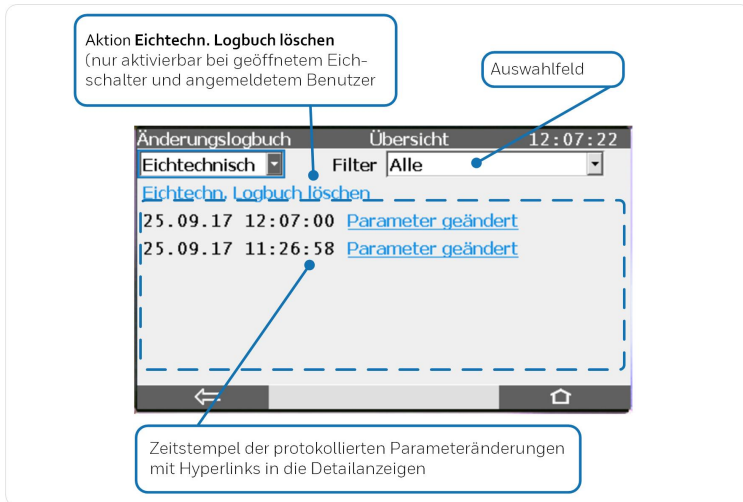 Aktion Eichtechn. Logbuch löschen
(nur aktivierbar bei geöffnetem Eich-
schalter und angemeldetem Benutzer
Auswahlfeld
Änderungslogbuch Übersicht 12:07:22
Eichtechnisch Filter Alle
Eichtechn. Logbuch löschen
25.09.17 12:07:00 Parameter geändert
25.09.17 11:26:58 Parameter geändert
Zeitstempel der protokollierten Parameteränderungen
mit Hyperlinks in die Detailanzeigen